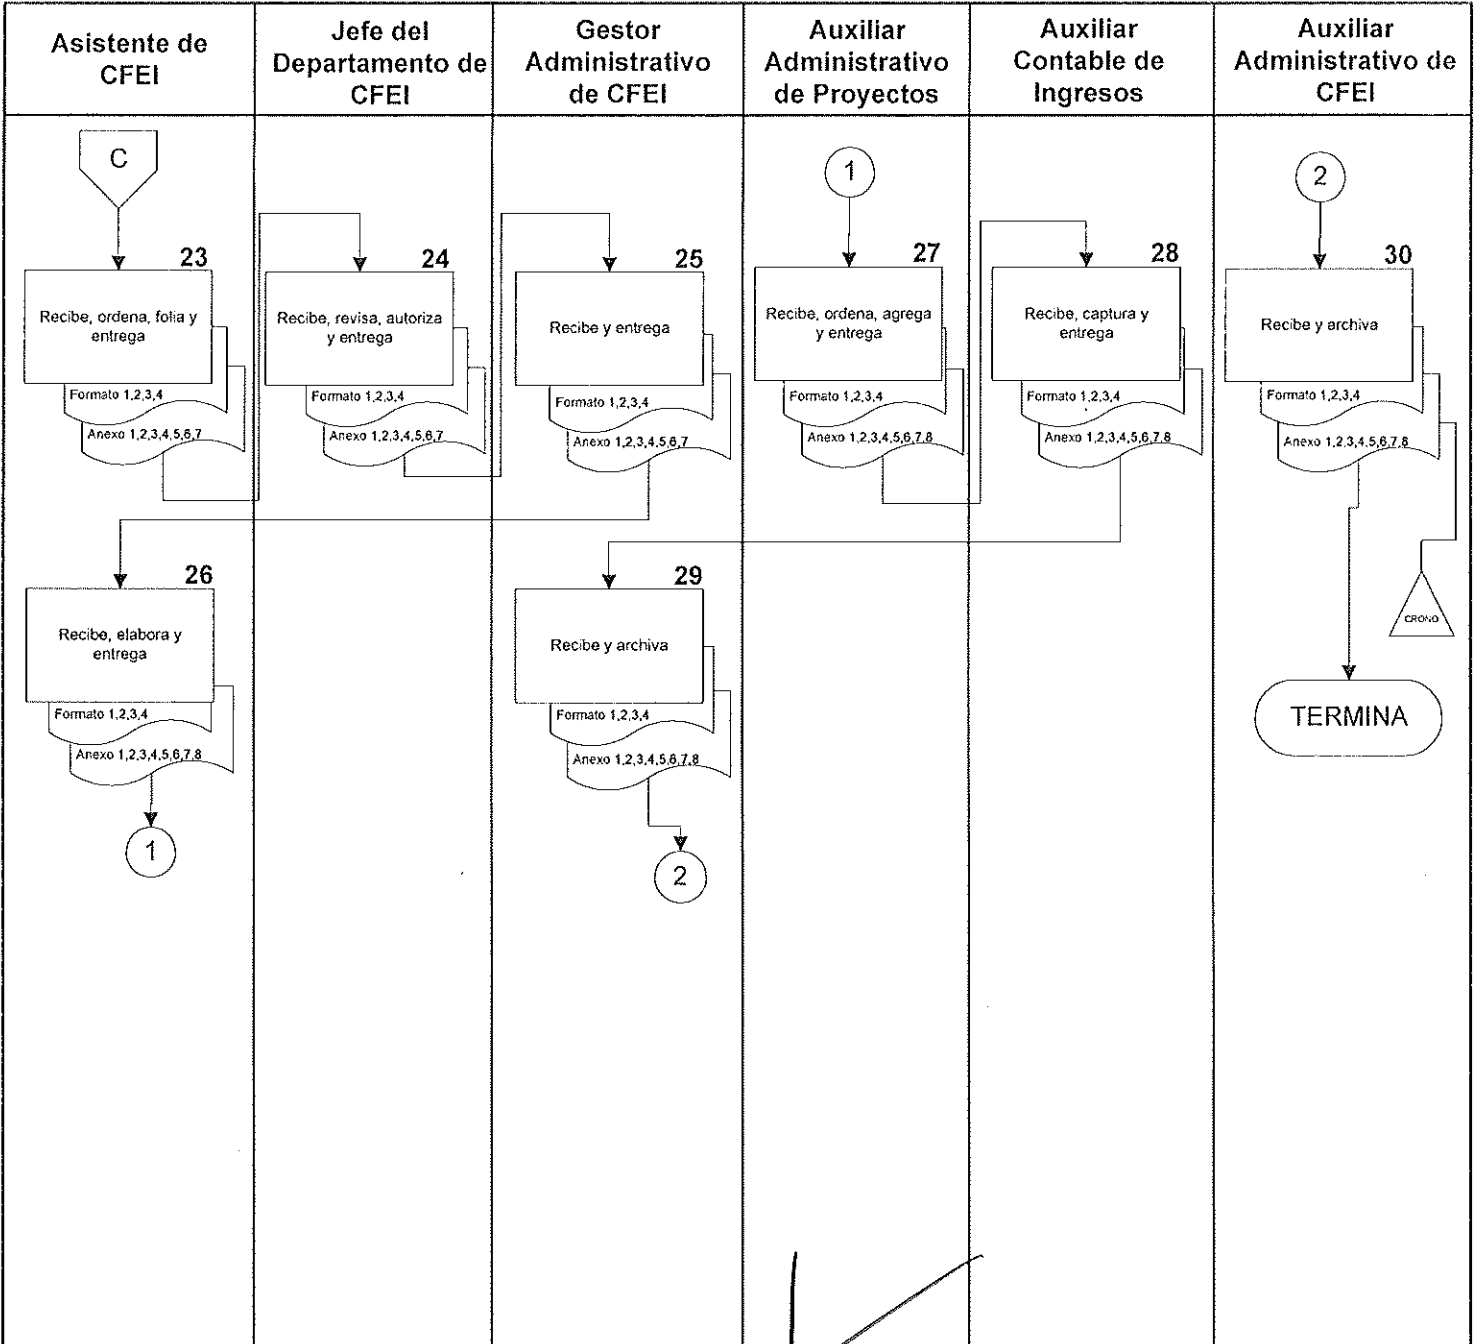 Asistente de
CFEI
Jefe del
Departamento de
CFEI
Gestor
Administrativo
de CFEI
Auxiliar
Administrativo
de Proyectos
Auxiliar
Contable de
Ingresos
Auxiliar
Administrativo de
CFEI
C
23
Recibe, ordena, folia y
entrega
Formato 1,2,3,4
Anexo 1,2,3,4,5,6,7
24
Recibe, revisa, autoriza
y entrega
Formato 1,2,3,4
Anexo 1,2,3,4,5,6,7
25
Recibe y entrega
Formato 1,2,3,4
Anexo 1,2,3,4,5,6,7
1
27
Recibe, ordena, agrega
y entrega
Formato 1,2,3,4
Anexo 1,2,3,4,5,6,7,8
28
Recibe, captura y
entrega
Formato 1,2,3,4
Anexo 1,2,3,4,5,6,7,8
2
30
Recibe y archiva
Formato 1,2,3,4
Anexo 1,2,3,4,5,6,7,8
CRONO
TERMINA
26
Recibe, elabora y
entrega
Formato 1,2,3,4
Anexo 1,2,3,4,5,6,7,8
1
29
Recibe y archiva
Formato 1,2,3,4
Anexo 1,2,3,4,5,6,7,8
2